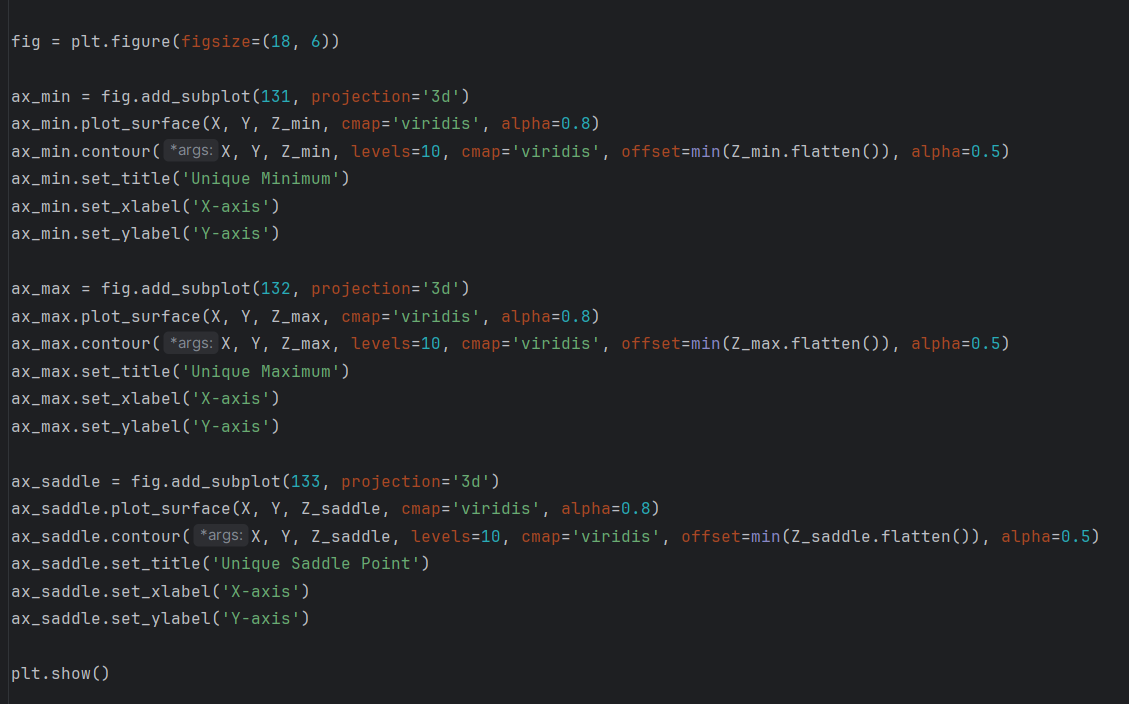 fig = plt.figure(figsize=(18, 6))
ax_min = fig.add_subplot(131, projection='3d')
ax_min.plot_surface(X, Y, Z_min, cmap='viridis', alpha=0.8)
ax_min.contour( *args: X, Y, Z_min, levels=10, cmap='viridis', offset=min(Z_min.flatten()), alpha=0.5)
ax_min.set_title('Unique Minimum')
ax_min.set_xlabel('X-axis')
ax_min.set_ylabel('Y-axis')
ax_max = fig.add_subplot(132, projection='3d')
ax_max.plot_surface(X, Y, Z_max, cmap='viridis', alpha=0.8)
ax_max.contour( *args: X, Y, Z_max, levels=10, cmap='viridis', offset=min(Z_max.flatten()), alpha=0.5)
ax_max.set_title('Unique Maximum')
ax_max.set_xlabel('X-axis')
ax_max.set_ylabel('Y-axis')
ax_saddle = fig.add_subplot(133, projection='3d')
ax_saddle.plot_surface(X, Y, Z_saddle, cmap='viridis', alpha=0.8)
ax_saddle.contour( *args: X, Y, Z_saddle, levels=10, cmap='viridis', offset=min(Z_saddle.flatten()), alpha=0.5)
ax_saddle.set_title('Unique Saddle Point')
ax_saddle.set_xlabel('X-axis')
ax_saddle.set_ylabel('Y-axis')
plt.show()